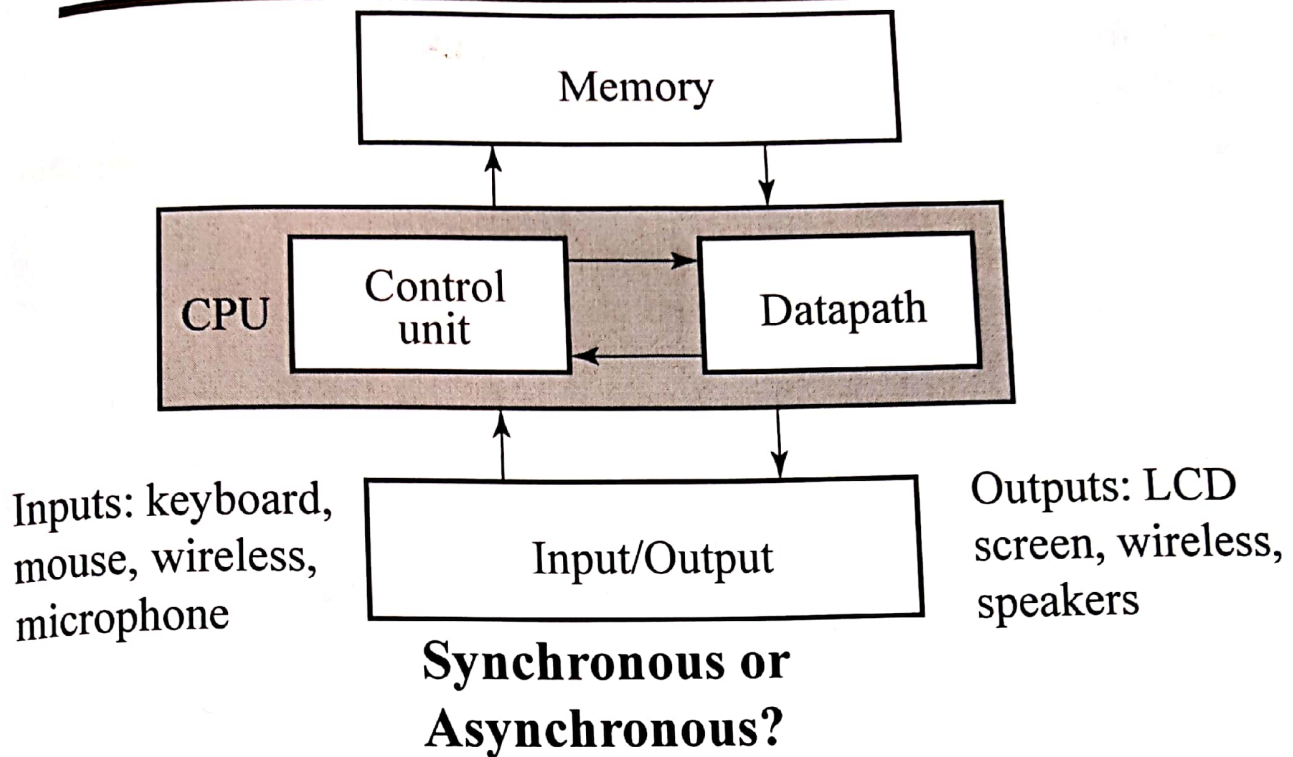 Memory
CPU
Control
unit
Datapath
Inputs: keyboard,
mouse, wireless,
microphone
Input/Output
Outputs: LCD
screen, wireless,
speakers
Synchronous or
Asynchronous?